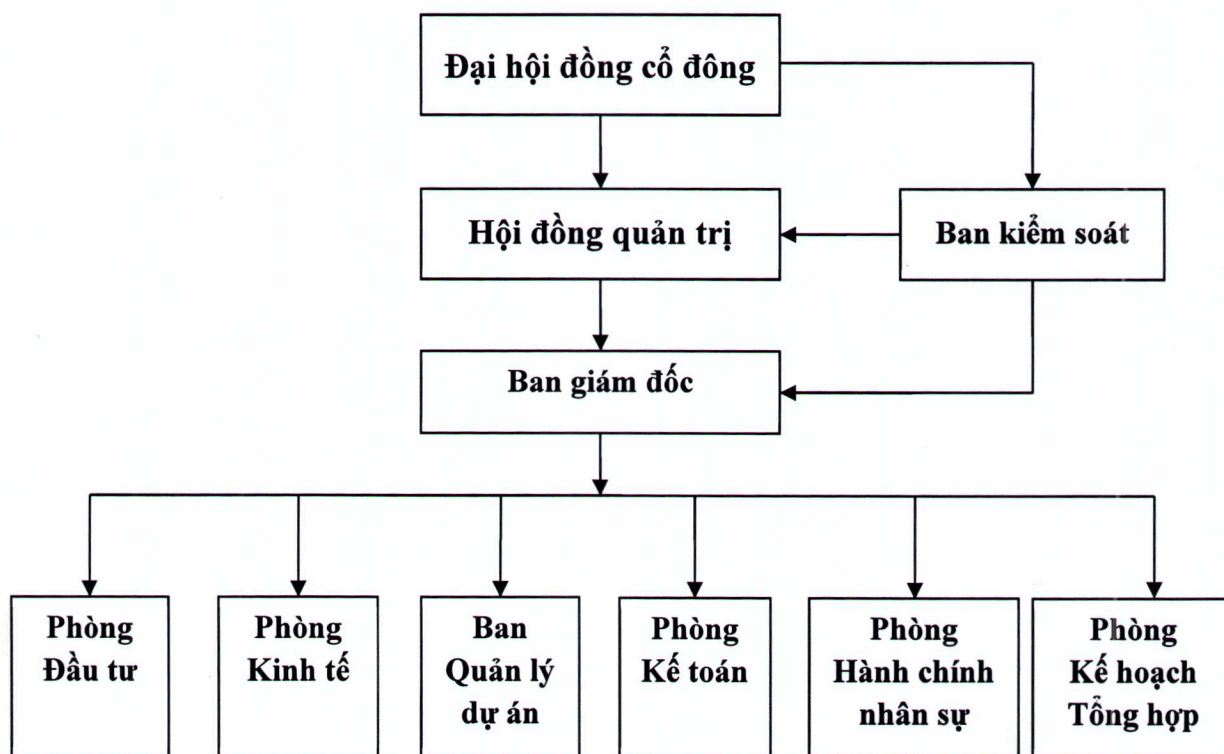 Đại hội đồng cổ đông
Hội đồng quản trị
Ban kiểm soát
Ban giám đốc
Phòng
Đầu tư
Phòng
Kinh tế
Ban
Quản lý
dự án
Phòng
Kế toán
Phòng
Hành chính
nhân sự
Phòng
Kế hoạch
Tổng hợp